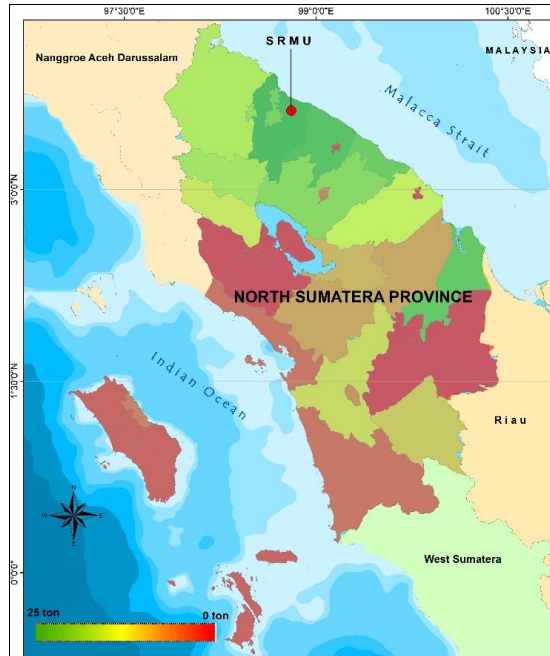 97°30'0"E
99°0'0"E
100°30'0"E
S R M U
MALAYSIA
Nanggroe Aceh Darussalam
Malacca Strait
3°0'0"N
NORTH SUMATERA PROVINCE
Indian Ocean
1°30'0"N
Riau
N
W
E
S
West Sumatera
0°0'0"
25 ton
0 ton